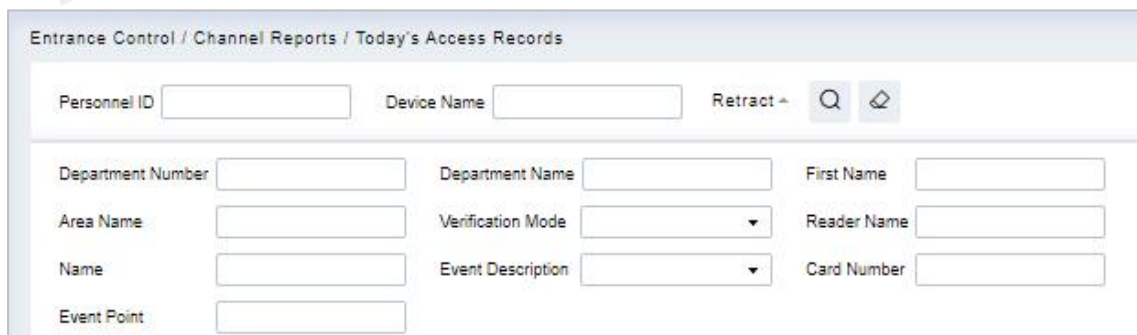 Entrance Control / Channel Reports / Today's Access Records
Personnel ID Device Name Retract
Department Number Department Name First Name
Area Name Verification Mode Reader Name
Name Event Description Card Number
Event Point